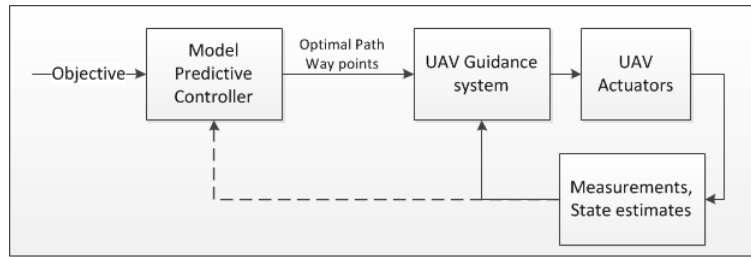 Objective
Model
Predictive
Controller
Optimal Path
Way points
UAV Guidance
system
UAV
Actuators
Measurements,
State estimates